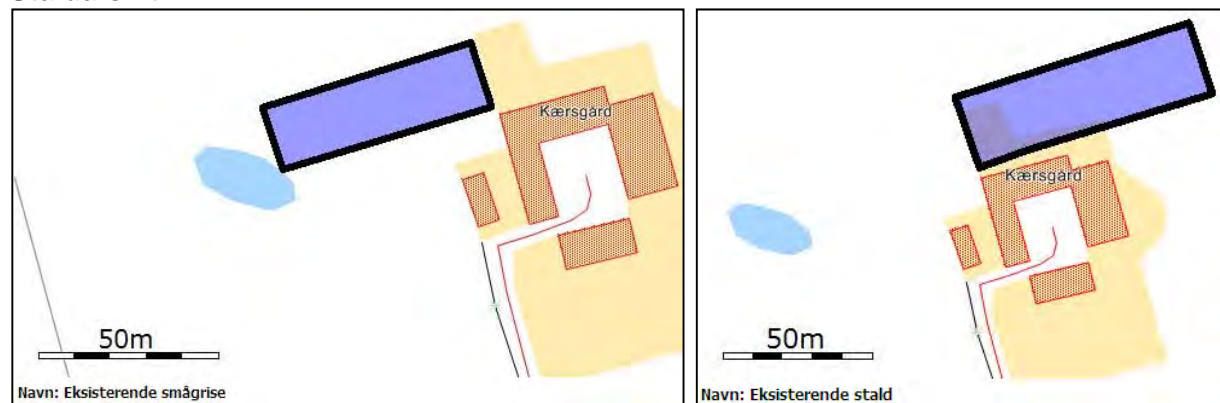 Kærsgård
50m
Navn: Eksisterende smågrise
Kærsgård
50m
Navn: Eksisterende stald